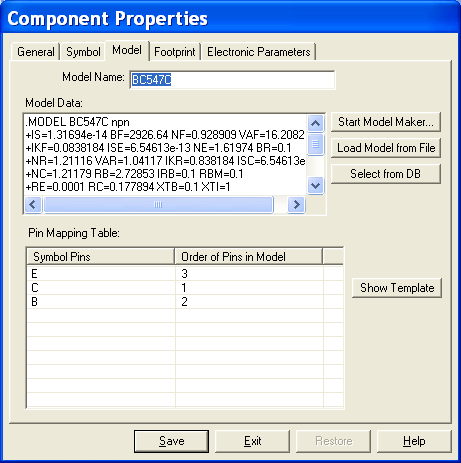 Component Properties
General Symbol Model Footprint Electronic Parameters
Model Name: BC547C
Model Data:
.MODEL BC547C npn
+IS=1.31694e-14 BF=2926.64 NF=0.928909 VAF=16.2082
+IKF=0.0838184 ISE=6.54613e-13 NE=1.61974 BR=0.1
+NR=1.21116 VAR=1.04117 IKR=0.838184 ISC=6.54613e
+NC=1.21179 RB=2.72853 IRB=0.1 RBM=0.1
+RE=0.0001 RC=0.177894 XTB=0.1 XTI=1
Start Model Maker...
Load Model from File
Select from DB
Pin Mapping Table:
Symbol Pins Order of Pins in Model
E 3
C 1
B 2
Show Template
Save Exit Restore Help